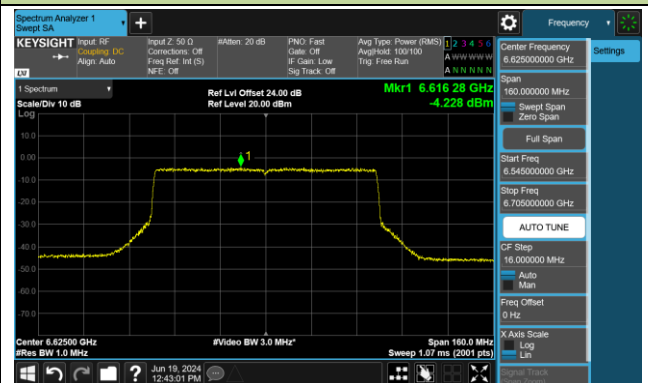 Spectrum Analyzer 1
Swept SA
Frequency
KEYSIGHT
Input: RF
Coupling: DC
Align: Auto
Input Z: 50 Ω
Corrections: Off
Freq Ref: Int (S)
NFE: Off
#Atten: 20 dB
PNO: Fast
Gate: Off
IF Gain: Low
Sig Track: Off
Avg Type: Power (RMS)
Avg|Hold: 100/100
Trig: Free Run
1 2 3 4 5 6
A W W W W W
A N N N N N
LXI
1 Spectrum
Scale/Div 10 dB
Log
Ref Lvl Offset 24.00 dB
Ref Level 20.00 dBm
Mkr1 6.616 28 GHz
-4.228 dBm
10.0
0.00
-10.0
-20.0
-30.0
-40.0
-50.0
-60.0
-70.0
1
Center 6.62500 GHz
#Res BW 1.0 MHz
#Video BW 3.0 MHz*
Span 160.0 MHz
Sweep 1.07 ms (2001 pts)
Jun 19, 2024
12:43:01 PM
Center Frequency
6.625000000 GHz
Settings
Span
160.000000 MHz
Swept Span
Zero Span
Full Span
Start Freq
6.545000000 GHz
Stop Freq
6.705000000 GHz
AUTO TUNE
CF Step
16.000000 MHz
Auto
Man
Freq Offset
0 Hz
X Axis Scale
Log
Lin
Signal Track